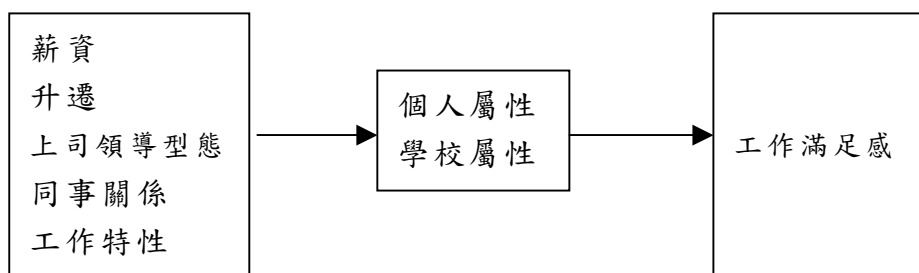 薪資
升遷
上司領導型態
同事關係
工作特性
個人屬性
學校屬性
工作滿足感